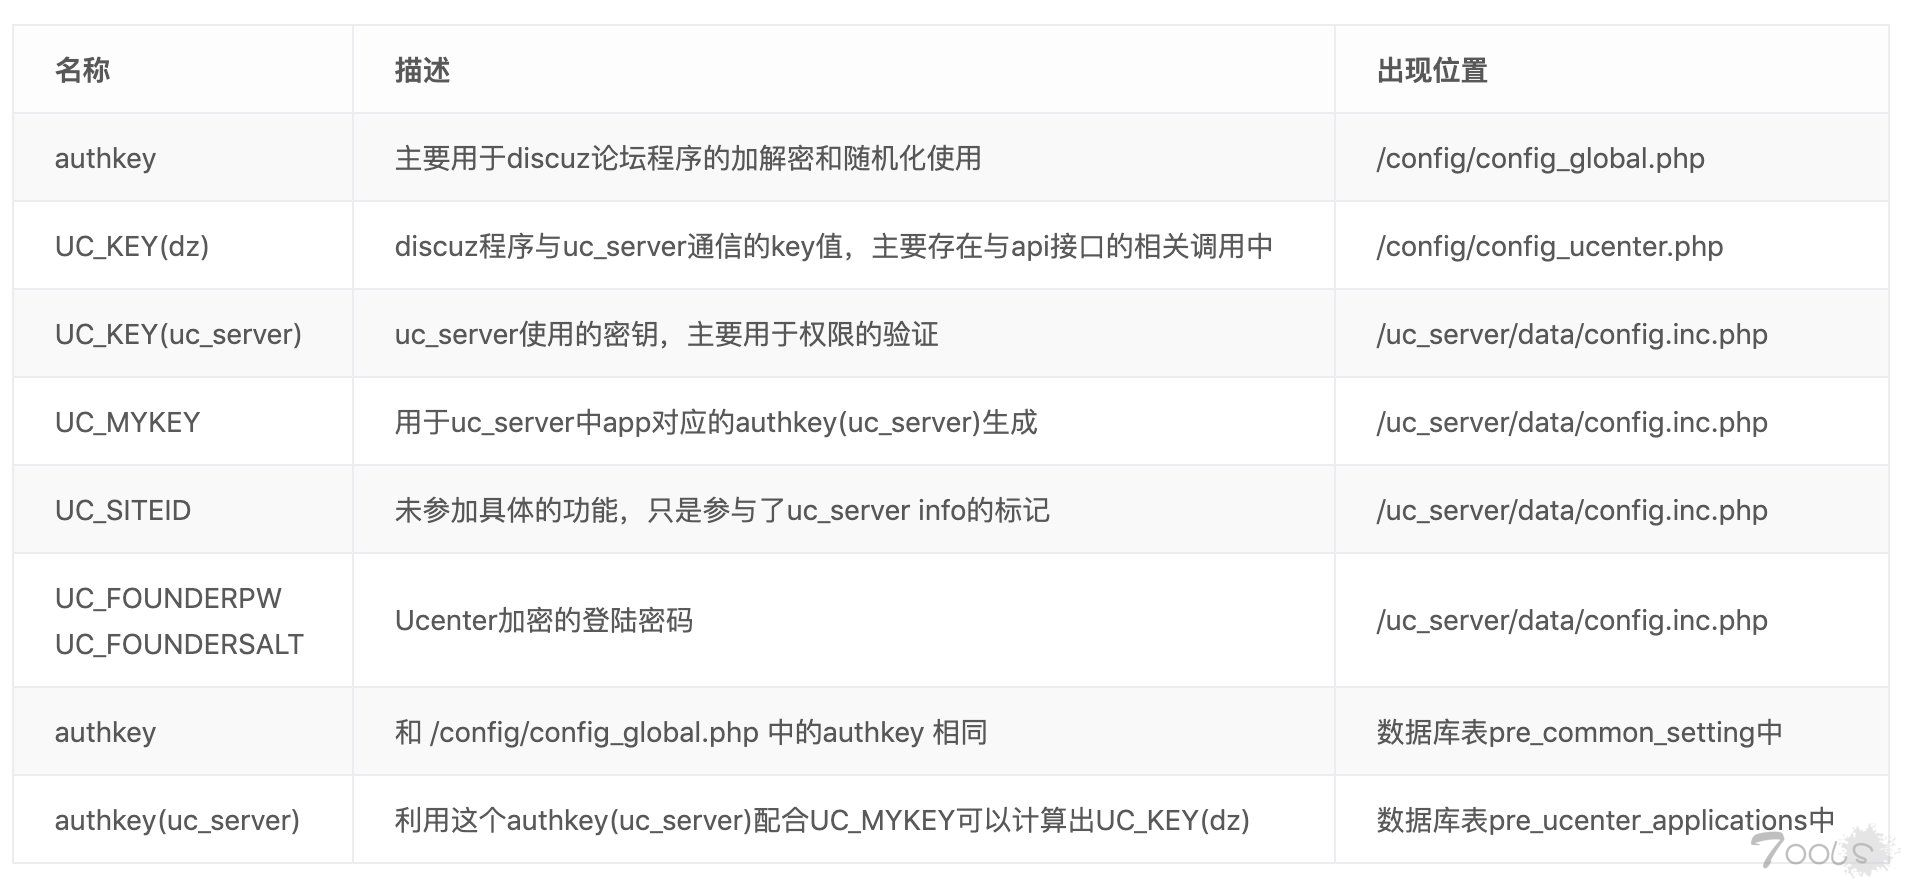 名称 描述 出现位置
authkey 主要用于discuz论坛程序的加解密和随机化使用 /config/config_global.php
UC_KEY(dz) discuz程序与uc_server通信的key值，主要存在与api接口的相关调用中 /config/config_ucenter.php
UC_KEY(uc_server) uc_server使用的密钥，主要用于权限的验证 /uc_server/data/config.inc.php
UC_MYKEY 用于uc_server中app对应的authkey(uc_server)生成 /uc_server/data/config.inc.php
UC_SITEID 未参加具体的功能，只是参与了uc_server info的标记 /uc_server/data/config.inc.php
UC_FOUNDERPW
UC_FOUNDERSALT Ucenter加密的登陆密码 /uc_server/data/config.inc.php
authkey 和 /config/config_global.php 中的authkey 相同 数据库表pre_common_setting中
authkey(uc_server) 利用这个authkey(uc_server)配合UC_MYKEY可以计算出UC_KEY(dz) 数据库表pre_ucenter_applications中
Tools